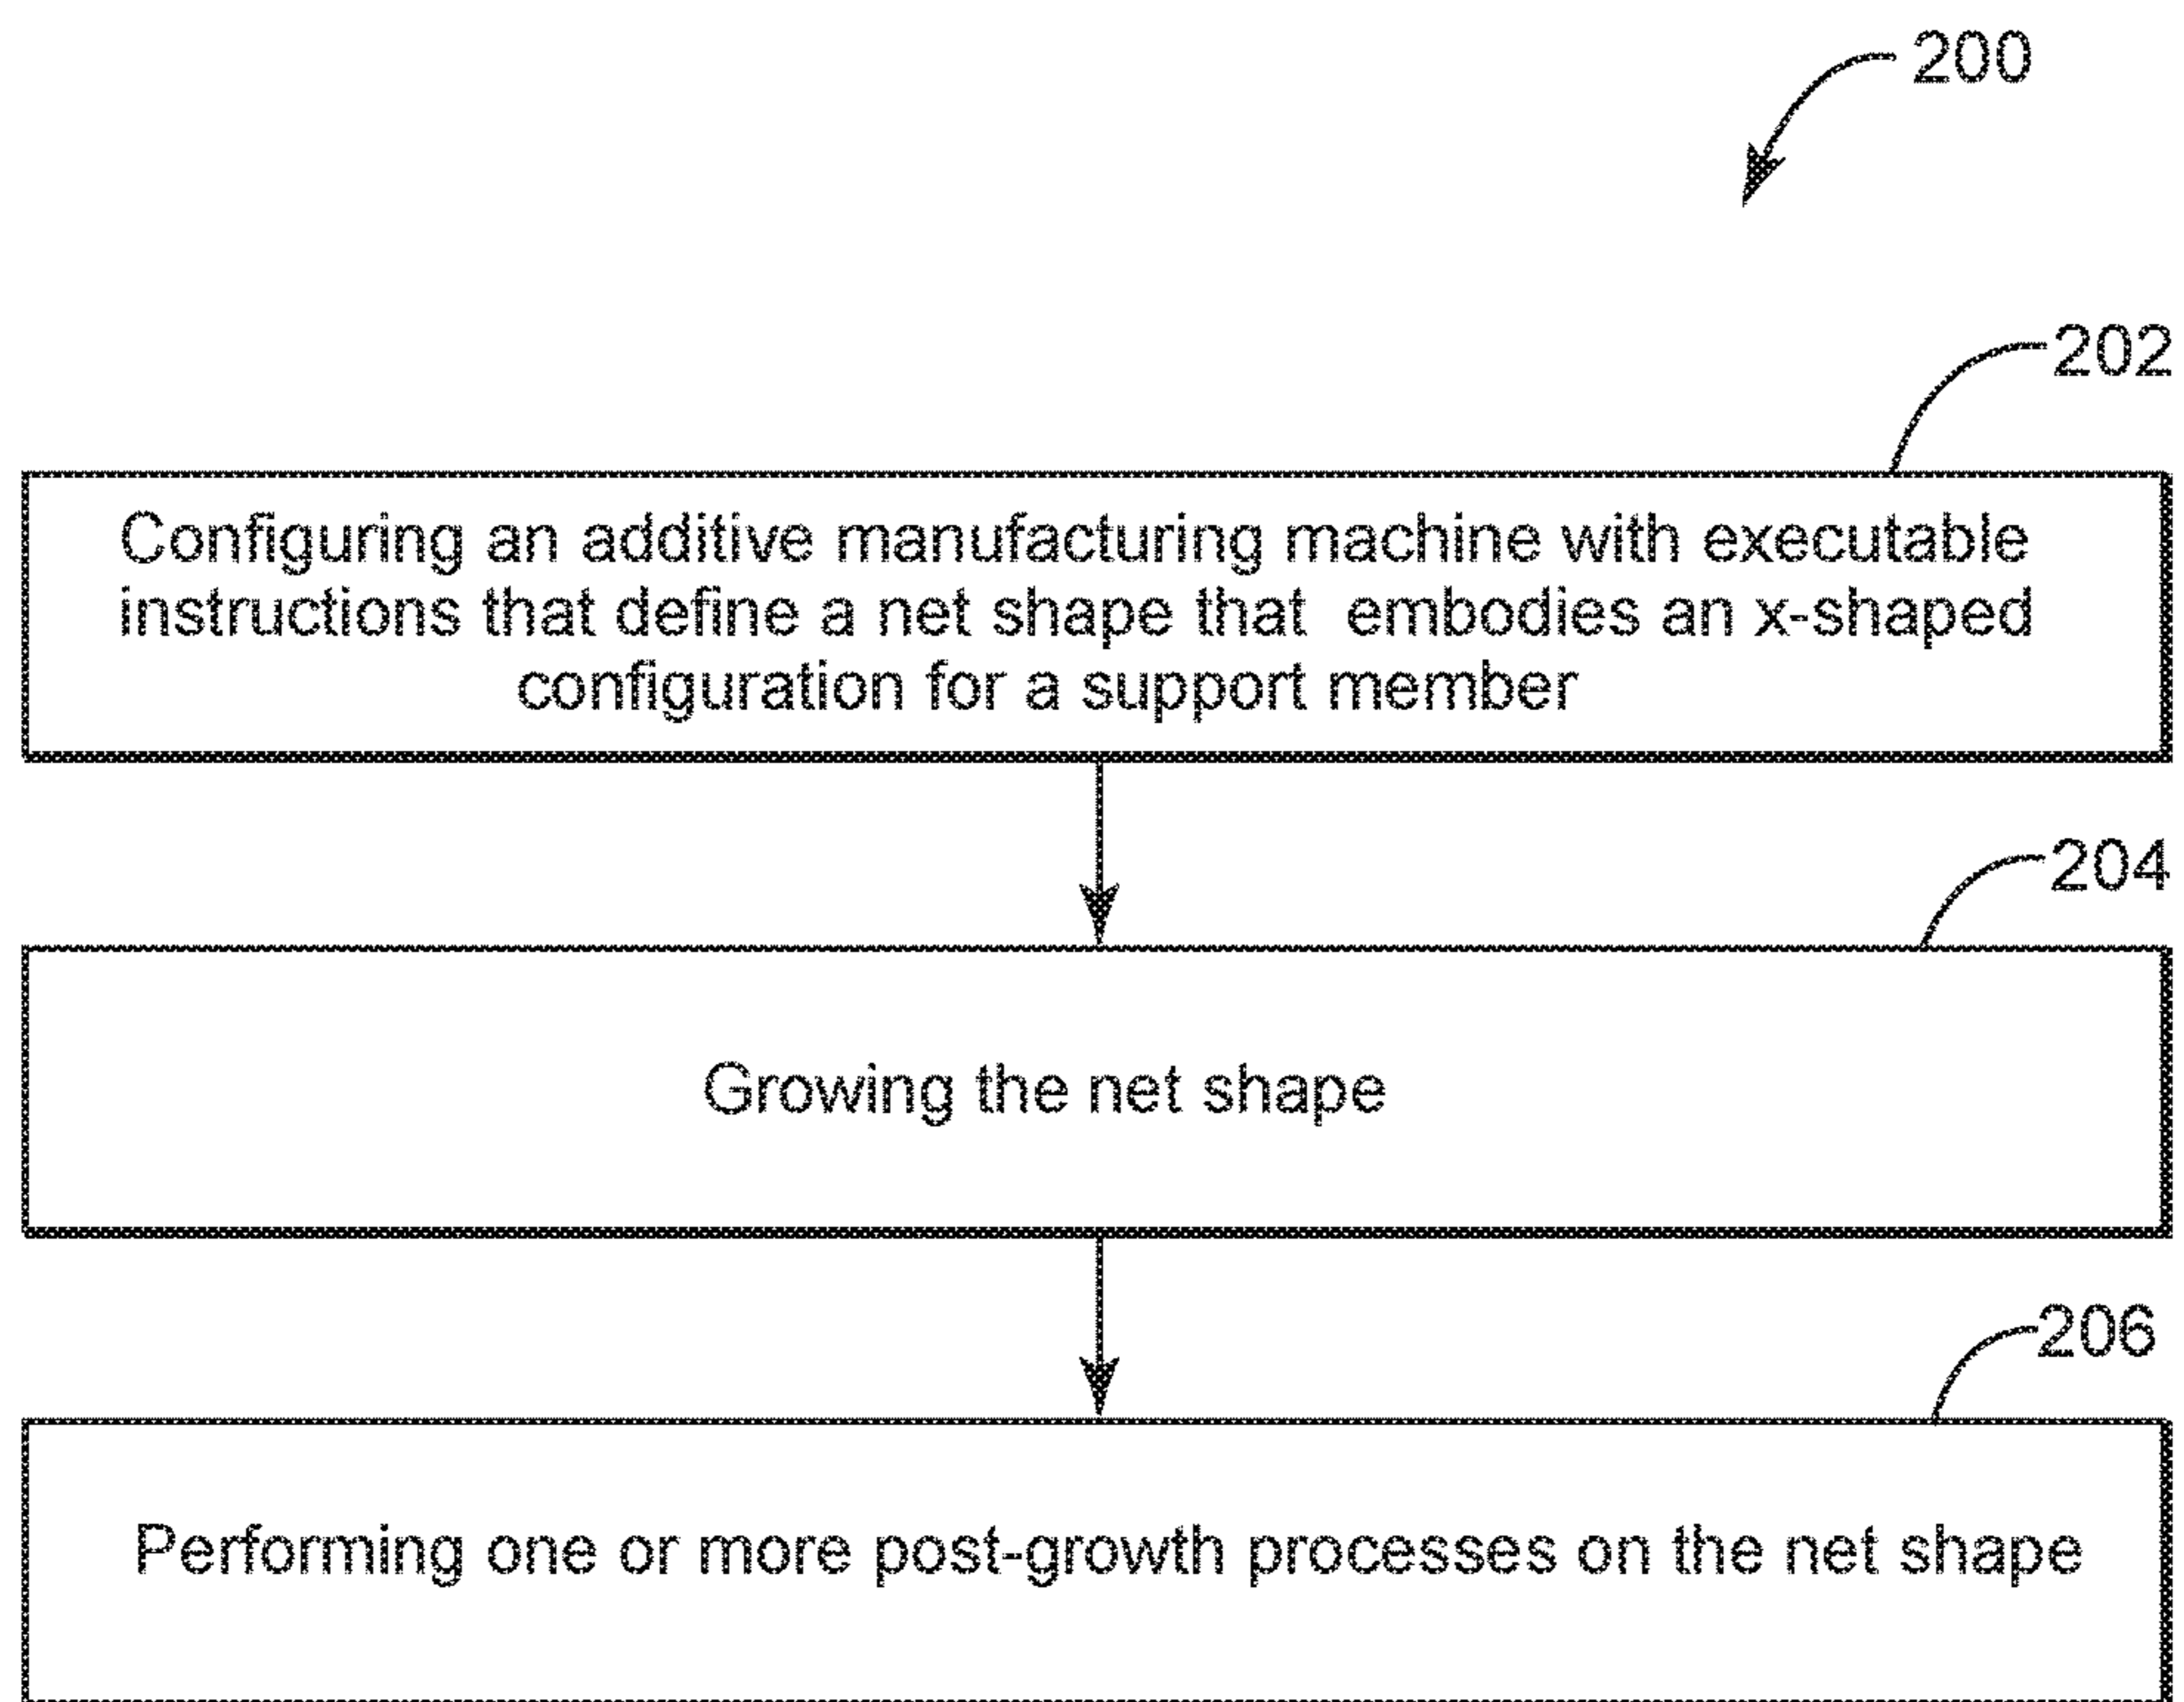 200
202
Configuring an additive manufacturing machine with executable
instructions that define a net shape that embodies an x-shaped
configuration for a support member
204
Growing the net shape
206
Performing one or more post-growth processes on the net shape